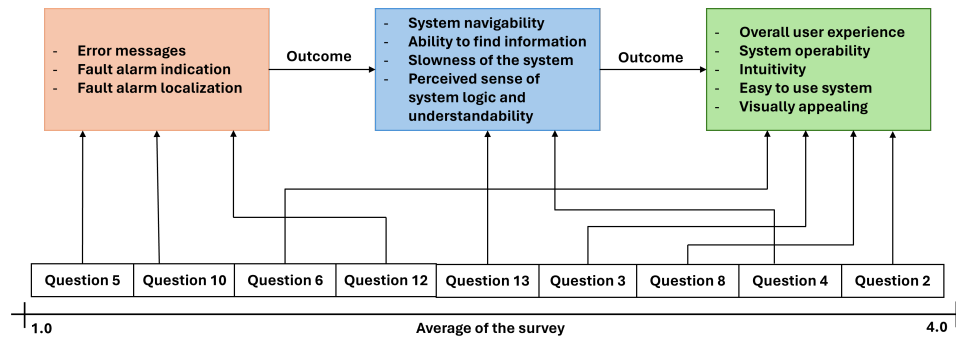 - Error messages
- Fault alarm indication
- Fault alarm localization
Outcome
- System navigability
- Ability to find information
- Slowness of the system
- Perceived sense of
system logic and
understandability
Outcome
- Overall user experience
- System operability
- Intuitivity
- Easy to use system
- Visually appealing
Question 5
Question 10
Question 6
Question 12
Question 13
Question 3
Question 8
Question 4
Question 2
1.0
Average of the survey
4.0